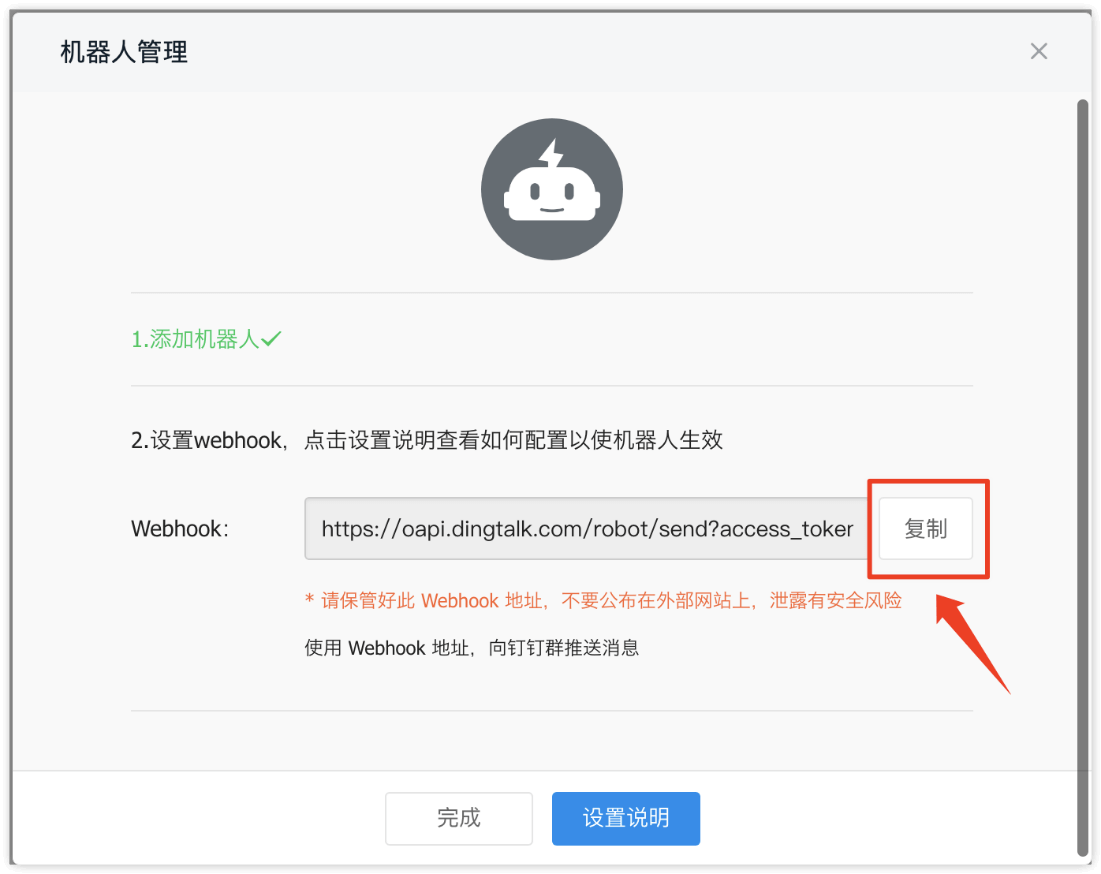 机器人管理
1.添加机器人
2.设置webhook，点击设置说明查看如何配置以使机器人生效
Webhook: https://oapi.dingtalk.com/robot/send?access_toker 复制
* 请保管好此 Webhook 地址，不要公布在外部网站上，泄露有安全风险
使用 Webhook 地址，向钉钉群推送消息
完成 设置说明